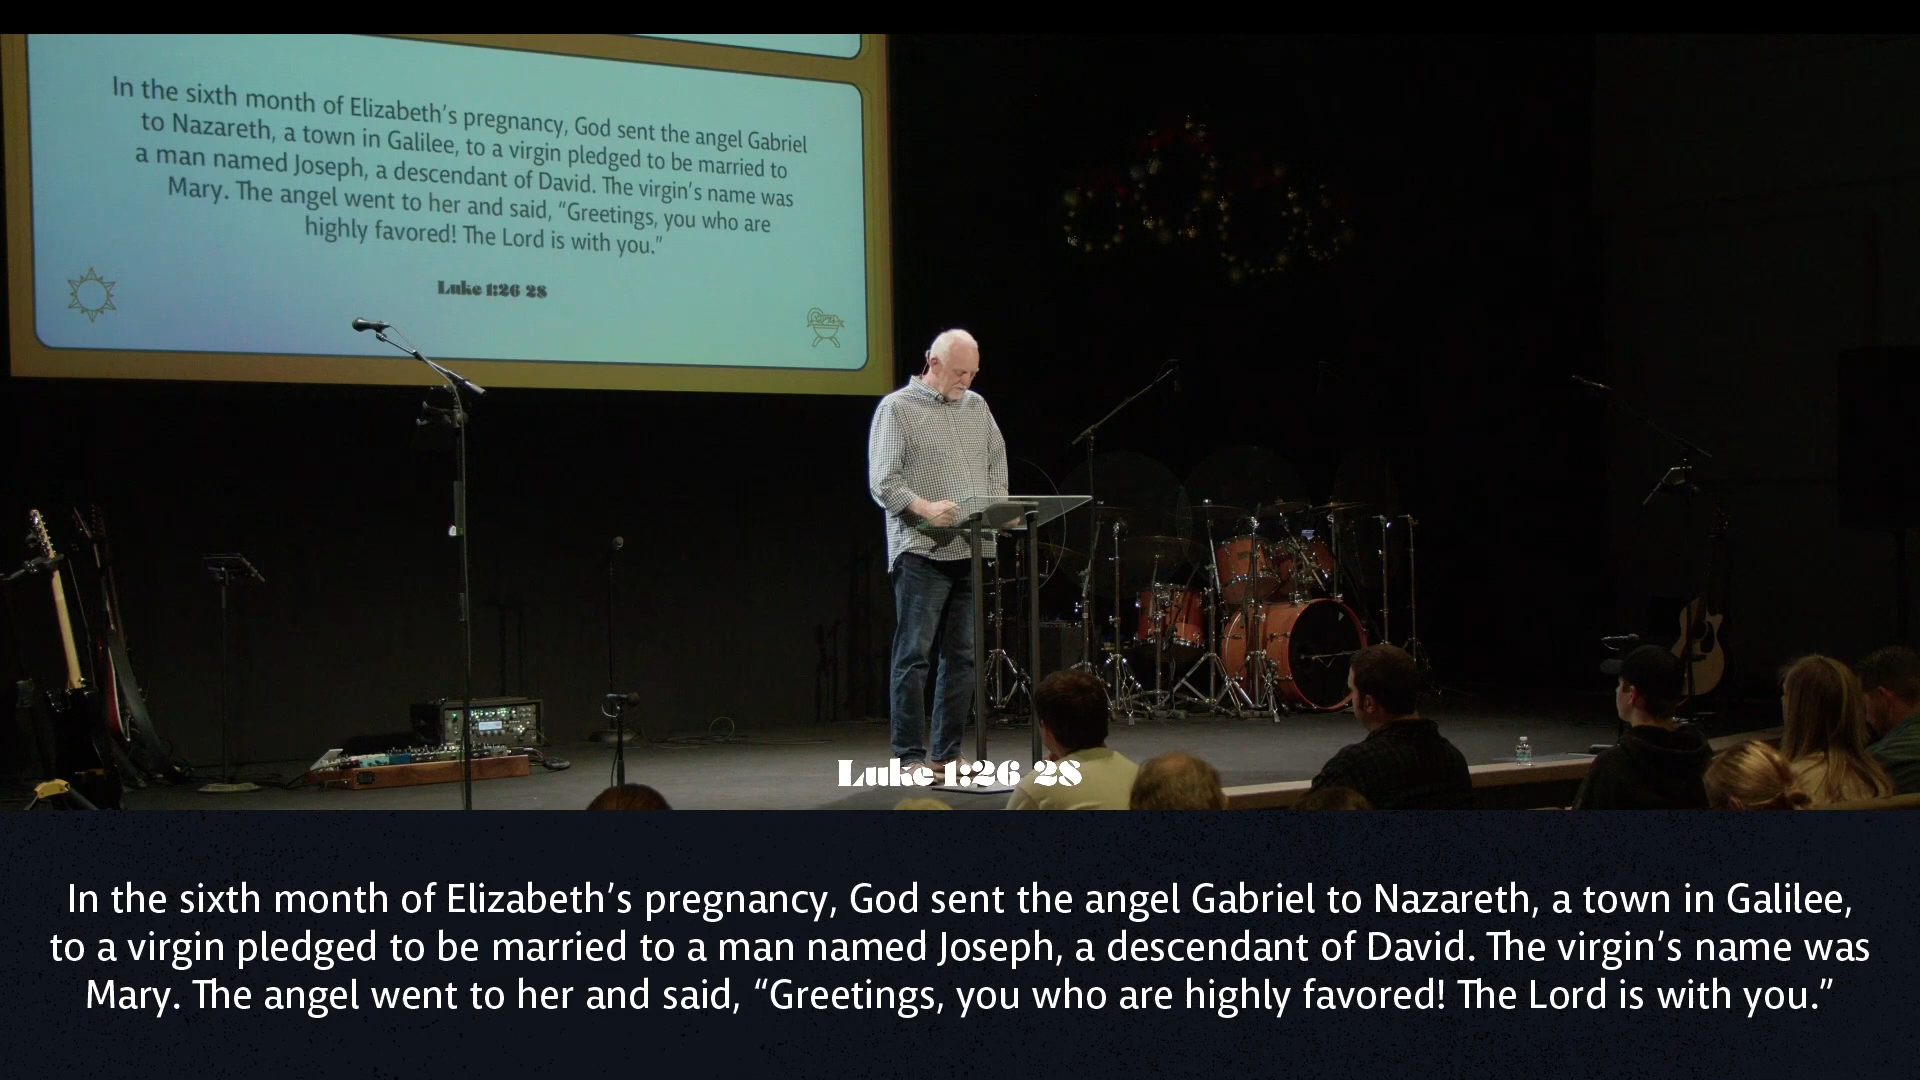 In the sixth month of Elizabeth’s pregnancy, God sent the angel Gabriel
to Nazareth, a town in Galilee, to a virgin pledged to be married to
a man named Joseph, a descendant of David. The virgin’s name was
Mary. The angel went to her and said, “Greetings, you who are
highly favored! The Lord is with you.”
Luke 1:26 28
Luke 1:26 28
In the sixth month of Elizabeth’s pregnancy, God sent the angel Gabriel to Nazareth, a town in Galilee,
to a virgin pledged to be married to a man named Joseph, a descendant of David. The virgin’s name was
Mary. The angel went to her and said, “Greetings, you who are highly favored! The Lord is with you.”